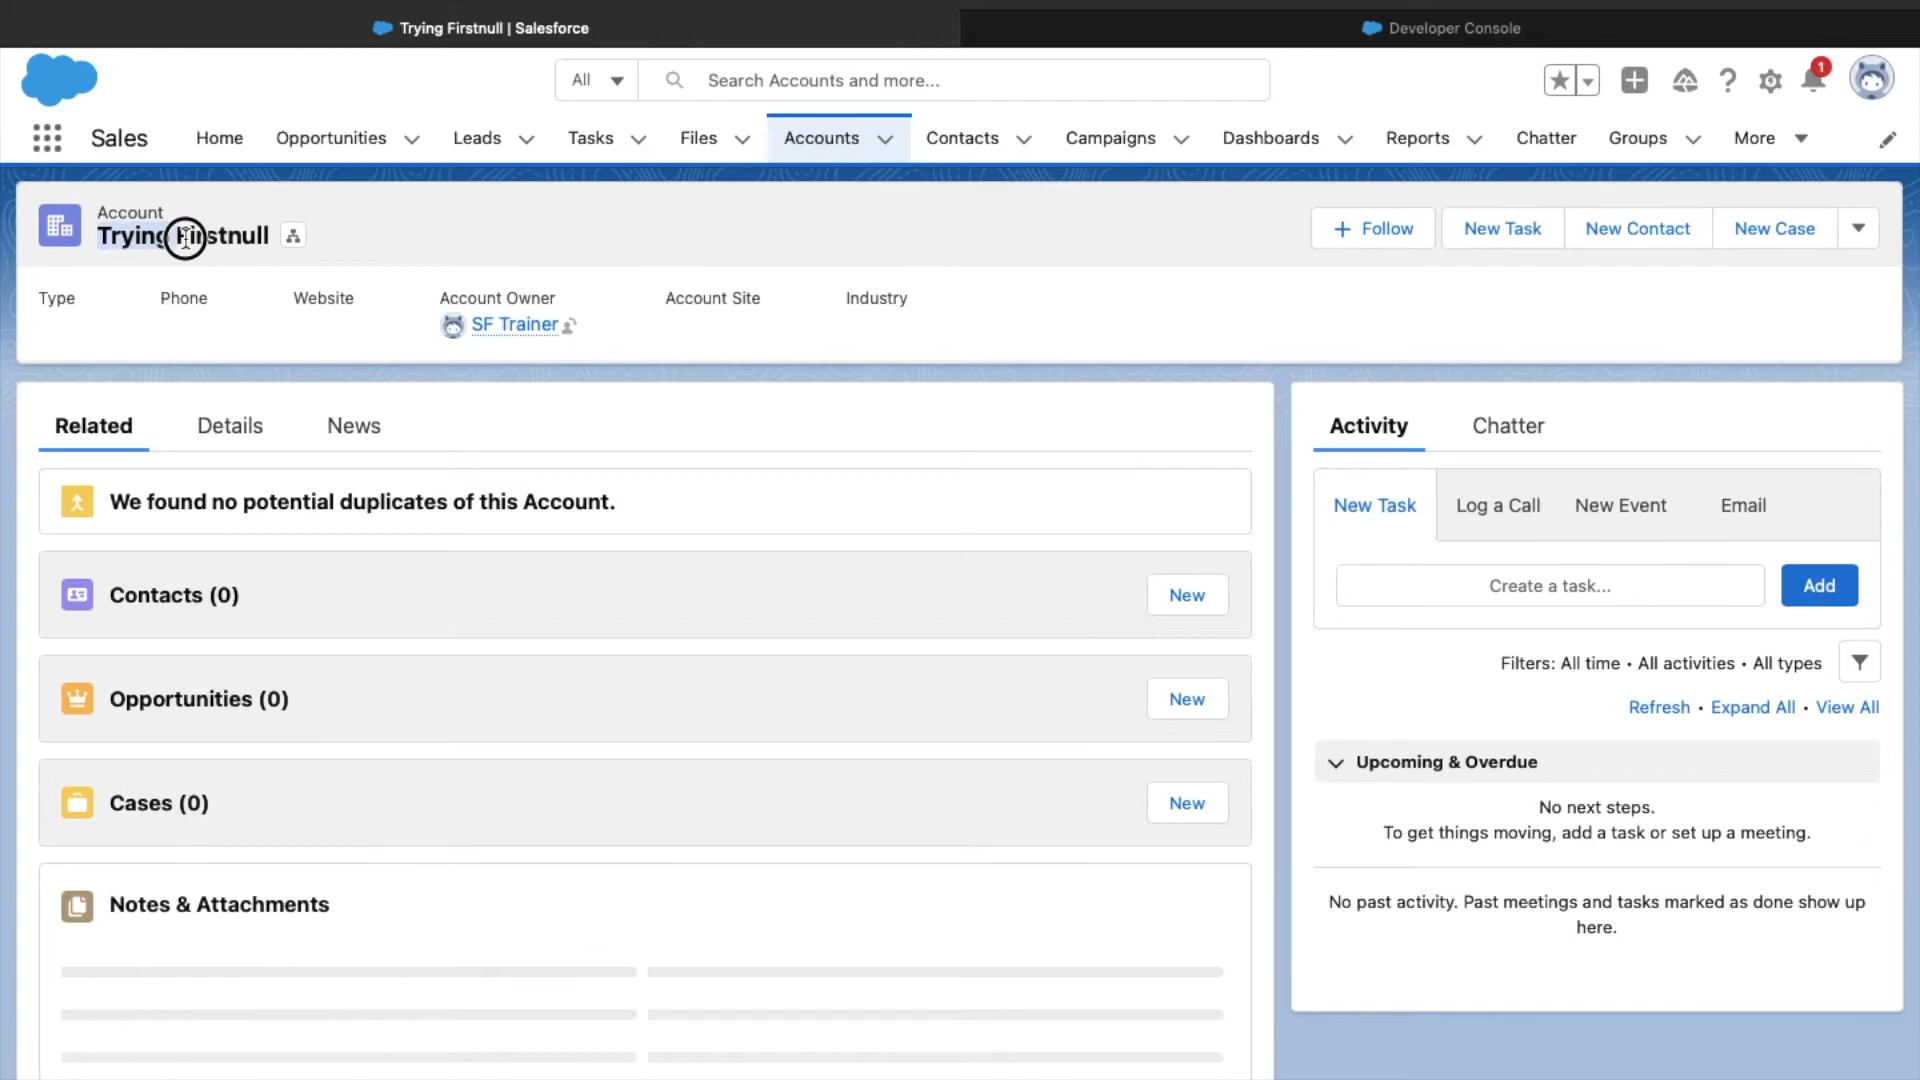 Trying Firstnull | Salesforce
Developer Console
All
Search Accounts and more...
1
Sales
Home
Opportunities
Leads
Tasks
Files
Accounts
Contacts
Campaigns
Dashboards
Reports
Chatter
Groups
More
Account
Trying Firstnull
Follow
New Task
New Contact
New Case
Type
Phone
Website
Account Owner
Account Site
Industry
SF Trainer
Related
Details
News
We found no potential duplicates of this Account.
Contacts (0)
New
Opportunities (0)
New
Cases (0)
New
Notes & Attachments
Activity
Chatter
New Task
Log a Call
New Event
Email
Create a task...
Add
Filters: All time • All activities • All types
Refresh • Expand All • View All
Upcoming & Overdue
No next steps.
To get things moving, add a task or set up a meeting.
No past activity. Past meetings and tasks marked as done show up
here.